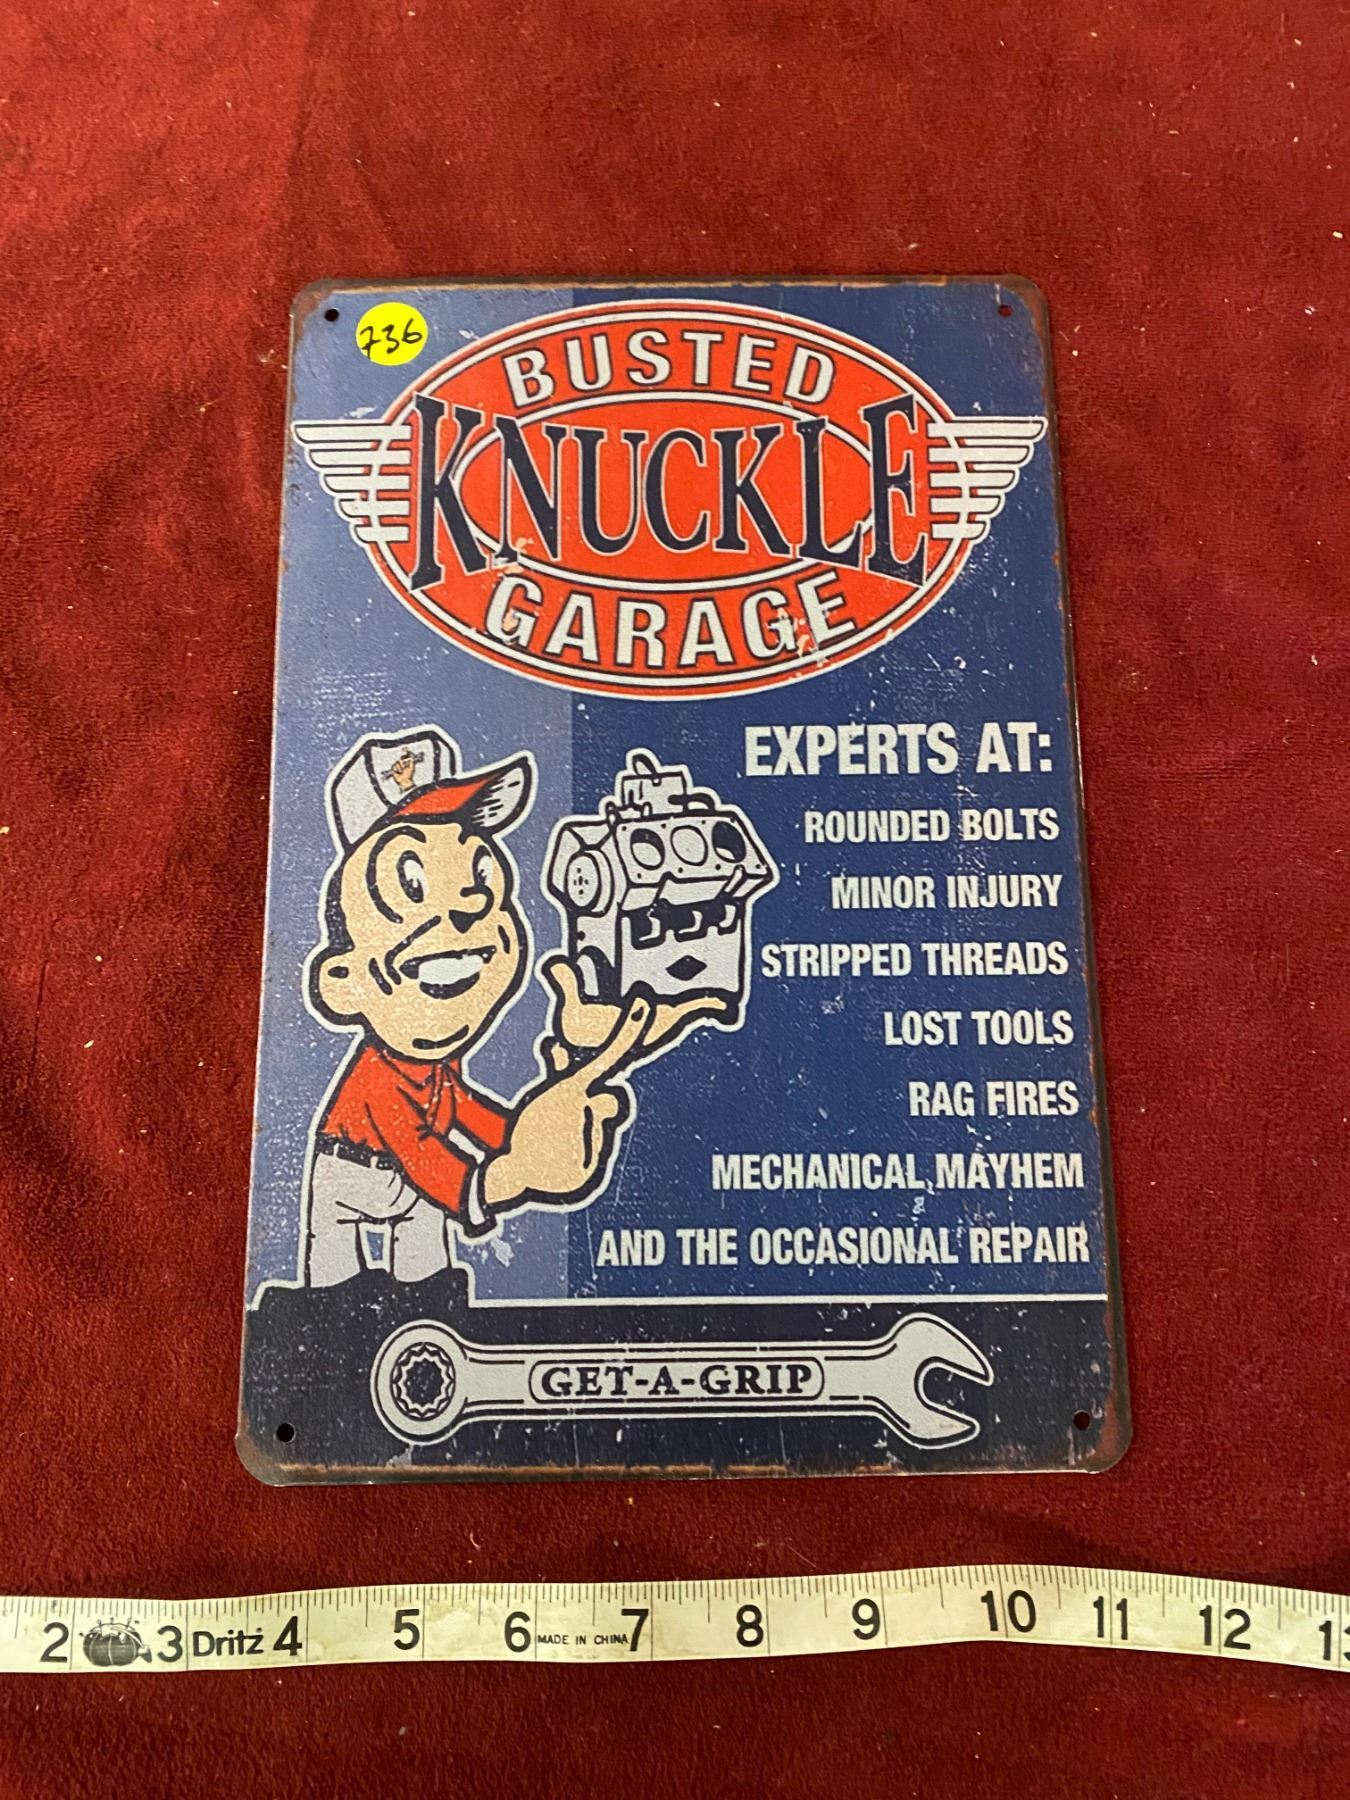 736
BUSTED
KNUCKLE
GARAGE
EXPERTS AT:
ROUNDED BOLTS
MINOR INJURY
STRIPPED THREADS
LOST TOOLS
RAG FIRES
MECHANICAL MAYHEM
AND THE OCCASIONAL REPAIR
GET-A-GRIP
2 3 Dritz 4 5 6 MADE IN CHINA 7 8 9 10 11 12